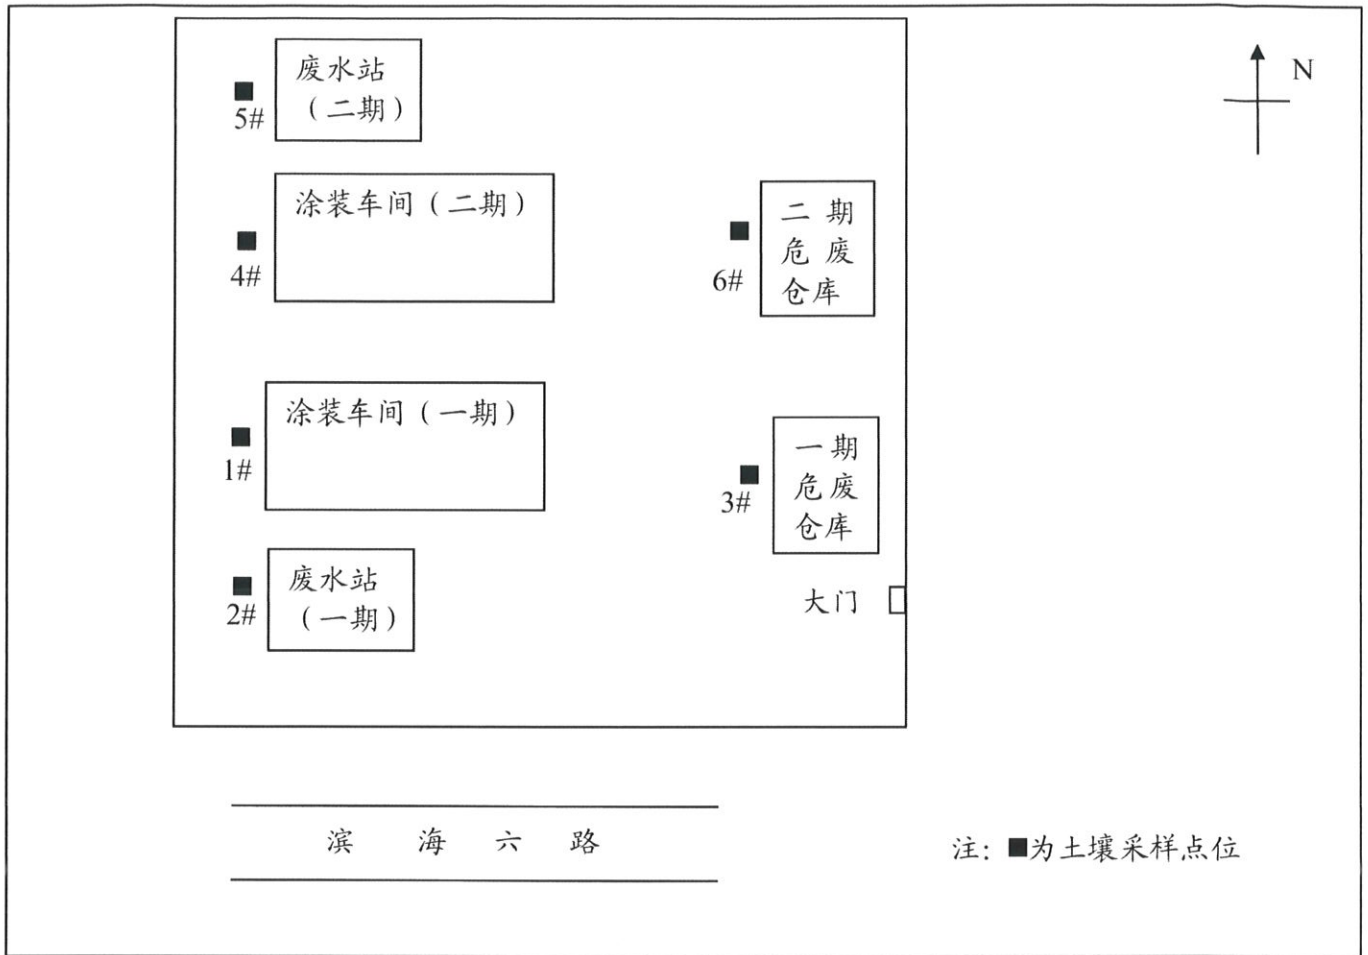 废水站
（二期）
5#
N
涂装车间（二期）
4#
二 期
危 废
仓库
6#
涂装车间（一期）
1#
一 期
危 废
仓库
3#
废水站
（一期）
2#
大门
滨 海 六 路
注：■为土壤采样点位